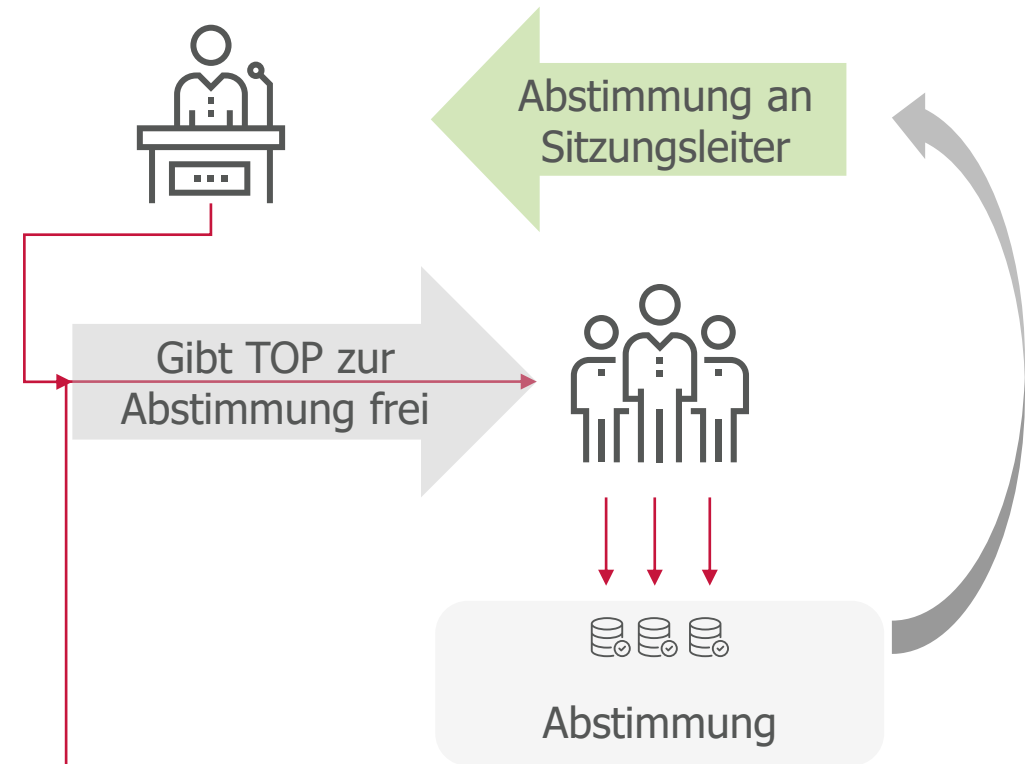 Abstimmung an
Sitzungsleiter
Gibt TOP zur
Abstimmung frei
Abstimmung